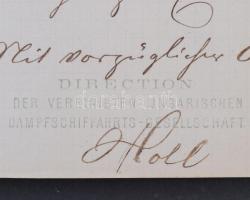 Mit vorzüglicher
DIRECTION
DER VEREINIGTEN UNGARISCHEN
DAMPFSCHIFFAHRTS-GESELLSCHAFT